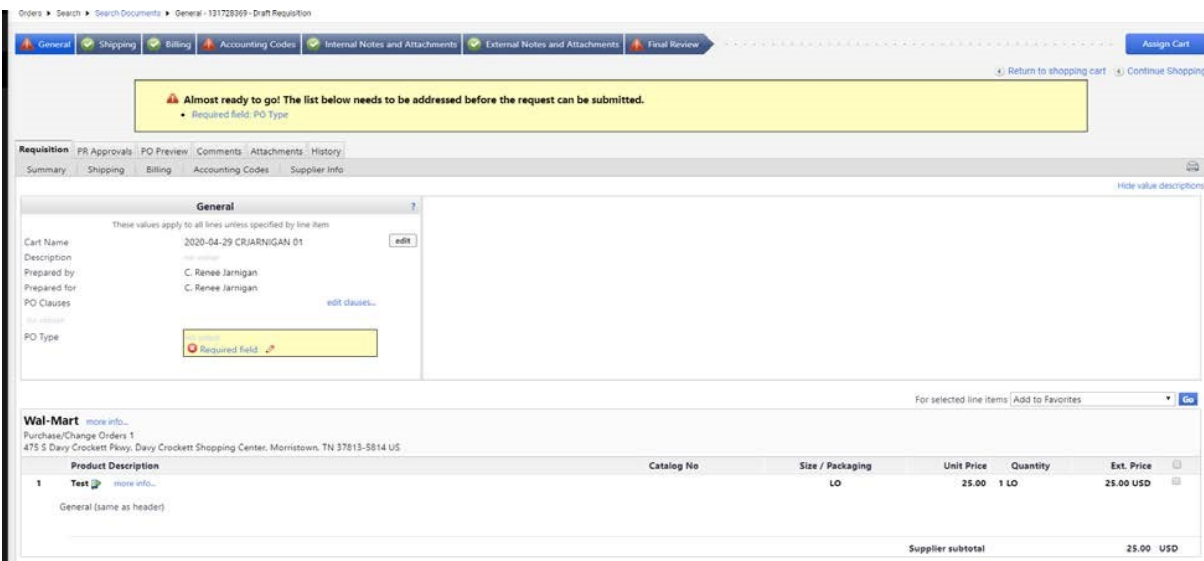 Orders ▸ Search ▸ Search Documents ▸ General - 131728369 - Draft Requisition
General Shipping Billing Accounting Codes Internal Notes and Attachments External Notes and Attachments Final Review Assign Cart
Return to shopping cart Continue Shopping
Almost ready to go! The list below needs to be addressed before the request can be submitted.
• Required field: PO Type
Requisition PR Approvals PO Preview Comments Attachments History
Summary Shipping Billing Accounting Codes Supplier Info
Hide value descriptions
General ?
These values apply to all lines unless specified by line item
Cart Name 2020-04-29 CRJARNIGAN 01 edit
Description no value
Prepared by C. Renee Jarnigan
Prepared for C. Renee Jarnigan
PO Clauses edit clauses...
no value
PO Type no value
Required field
For selected line items Add to Favorites Go
Wal-Mart more info...
Purchase/Change Orders 1
475 S Davy Crockett Pkwy, Davy Crockett Shopping Center, Morristown, TN 37813-5814 US
Product Description Catalog No Size / Packaging Unit Price Quantity Ext. Price
1 Test more info... LO 25.00 1 LO 25.00 USD
General (same as header)
Supplier subtotal 25.00 USD